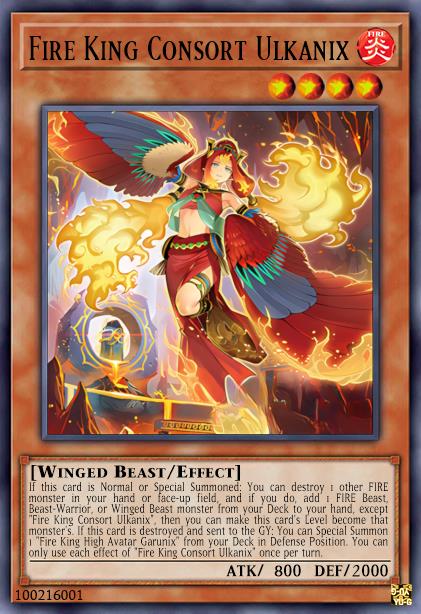 FIRE KING CONSORT ULKANIX
FIRE
炎
[WINGED BEAST/EFFECT]
If this card is Normal or Special Summoned: You can destroy 1 other FIRE
monster in your hand or face-up field, and if you do, add 1 FIRE Beast,
Beast-Warrior, or Winged Beast monster from your Deck to your hand, except
"Fire King Consort Ulkanix", then you can make this card's Level become that
monster's. If this card is destroyed and sent to the GY: You can Special Summon
1 "Fire King High Avatar Garunix" from your Deck in Defense Position. You can
only use each effect of "Fire King Consort Ulkanix" once per turn.
ATK/ 800 DEF/2000
100216001